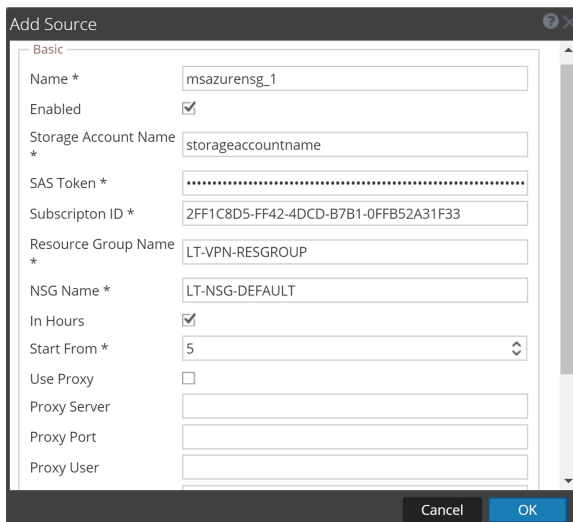 Add Source
Basic
Name *
msazurensg_1
Enabled
Storage Account Name
*
storageaccountname
SAS Token *
Subscripton ID *
2FF1C8D5-FF42-4DCD-B7B1-0FFB52A31F33
Resource Group Name
*
LT-VPN-RESGROUP
NSG Name *
LT-NSG-DEFAULT
In Hours
Start From *
5
Use Proxy
Proxy Server
Proxy Port
Proxy User
Cancel
OK